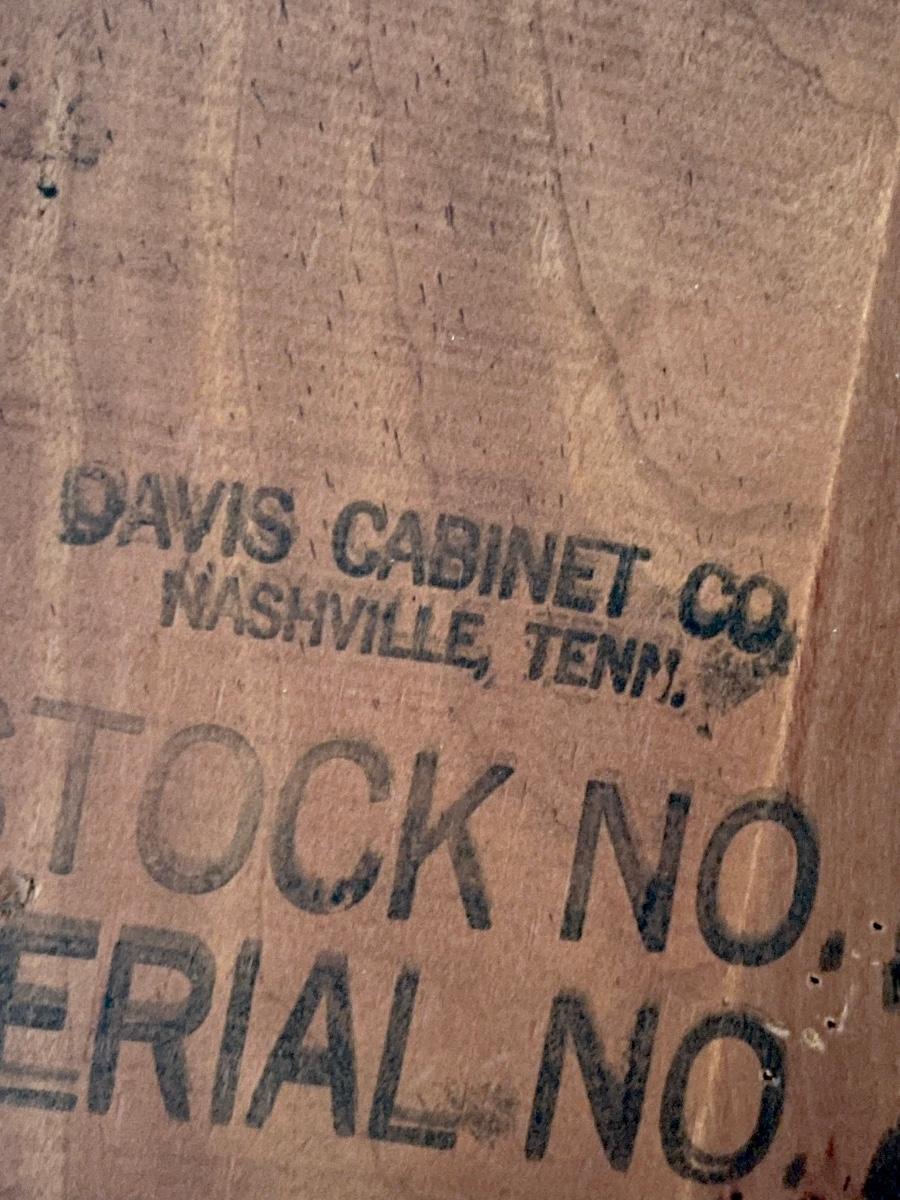 DAVIS CABINET CO.
NASHVILLE, TENN.
STOCK NO.
ERIAL NO.